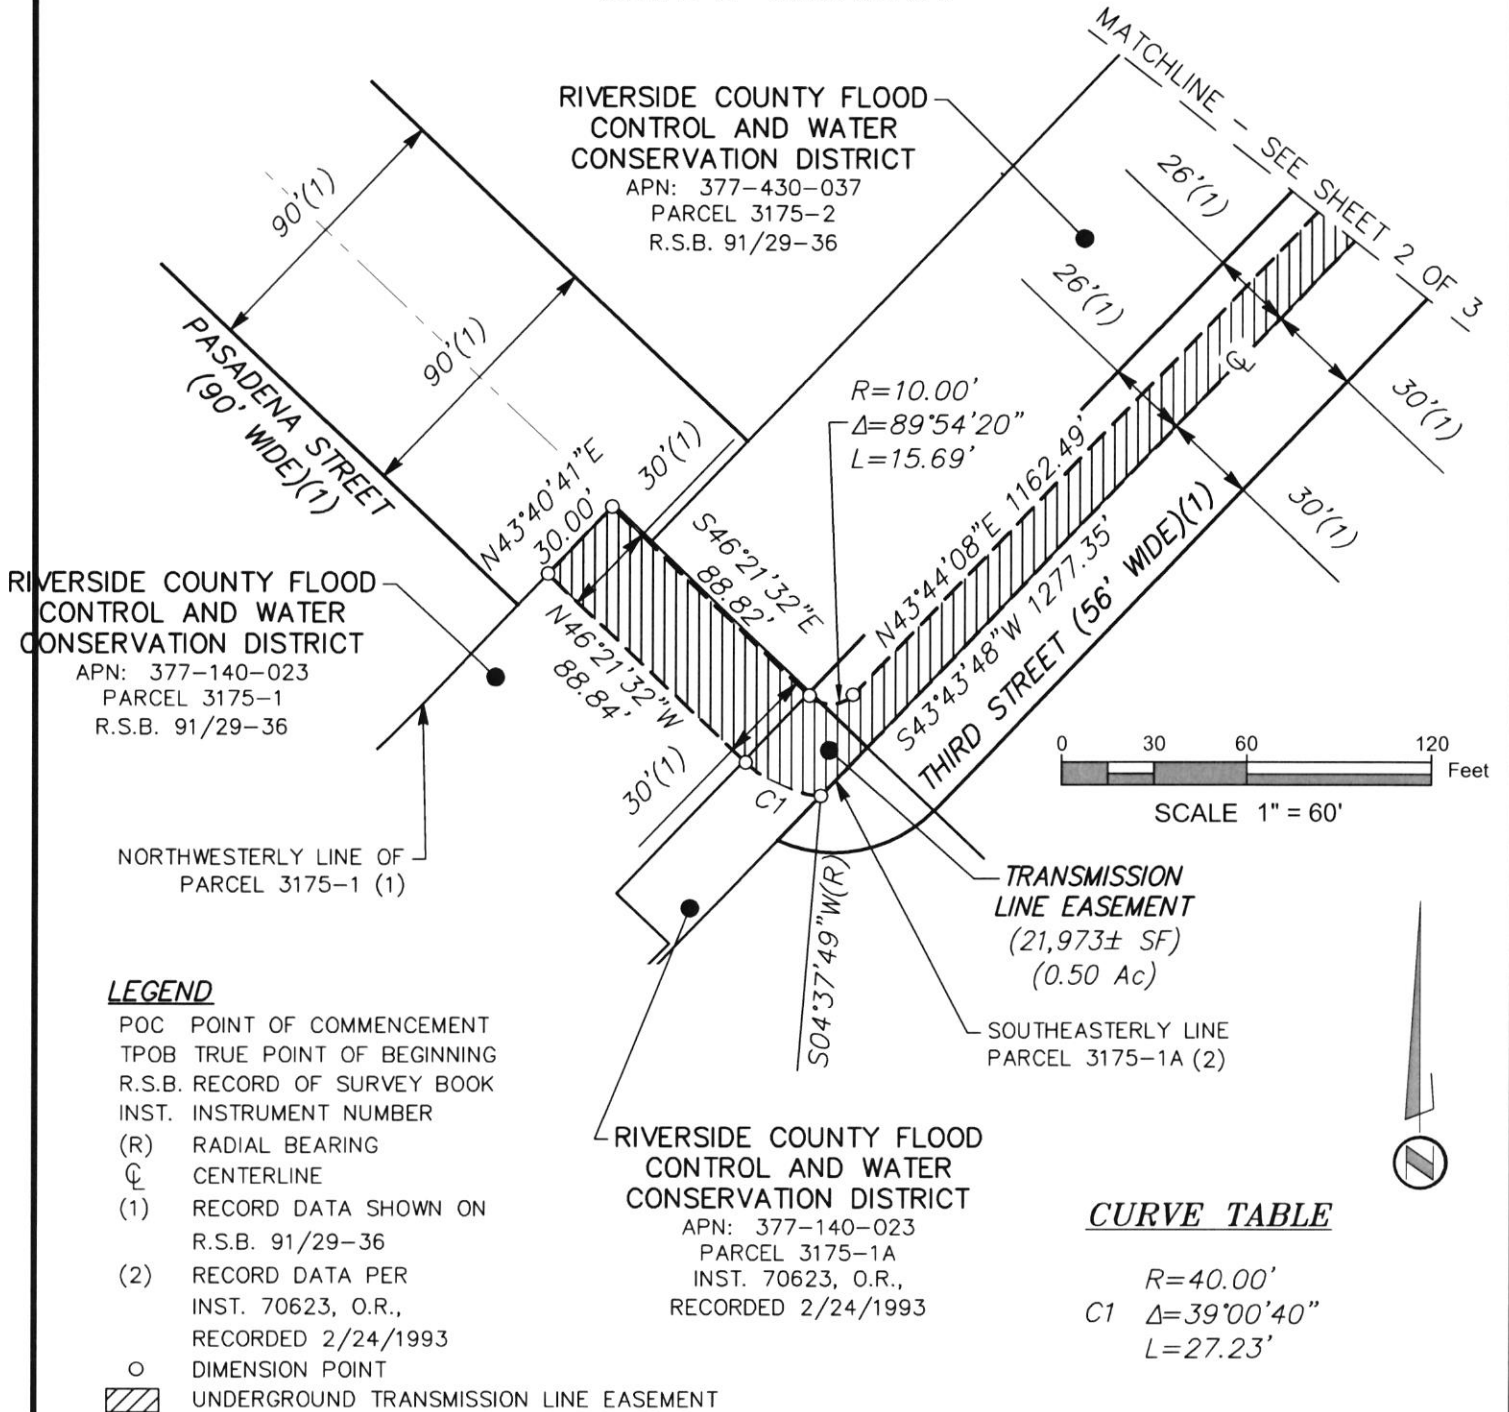 MATCHLINE - SEE SHEET 2 OF 3
RIVERSIDE COUNTY FLOOD
CONTROL AND WATER
CONSERVATION DISTRICT
APN: 377-430-037
PARCEL 3175-2
R.S.B. 91/29-36
90'(1)
90'(1)
26'(1)
26'(1)
30'(1)
30'(1)
PASADENA STREET
(90' WIDE)(1)
R=10.00'
Δ=89°54'20"
L=15.69'
℄
N43°40'41"E
30.00'
30'(1)
S46°21'32"E
88.82'
N43°44'08"E 1162.49'
S43°43'48"W 1277.35'
THIRD STREET (56' WIDE)(1)
RIVERSIDE COUNTY FLOOD
CONTROL AND WATER
CONSERVATION DISTRICT
APN: 377-140-023
PARCEL 3175-1
R.S.B. 91/29-36
N46°21'32"W
88.84'
30'(1)
C1
0 30 60 120
Feet
SCALE 1" = 60'
NORTHWESTERLY LINE OF
PARCEL 3175-1 (1)
S04°37'49"W(R)
TRANSMISSION
LINE EASEMENT
(21,973± SF)
(0.50 Ac)
SOUTHEASTERLY LINE
PARCEL 3175-1A (2)
LEGEND
POC POINT OF COMMENCEMENT
TPOB TRUE POINT OF BEGINNING
R.S.B. RECORD OF SURVEY BOOK
INST. INSTRUMENT NUMBER
(R) RADIAL BEARING
℄ CENTERLINE
(1) RECORD DATA SHOWN ON
R.S.B. 91/29-36
(2) RECORD DATA PER
INST. 70623, O.R.,
RECORDED 2/24/1993
DIMENSION POINT
UNDERGROUND TRANSMISSION LINE EASEMENT
RIVERSIDE COUNTY FLOOD
CONTROL AND WATER
CONSERVATION DISTRICT
APN: 377-140-023
PARCEL 3175-1A
INST. 70623, O.R.,
RECORDED 2/24/1993
N
CURVE TABLE
R=40.00'
C1 Δ=39°00'40"
L=27.23'